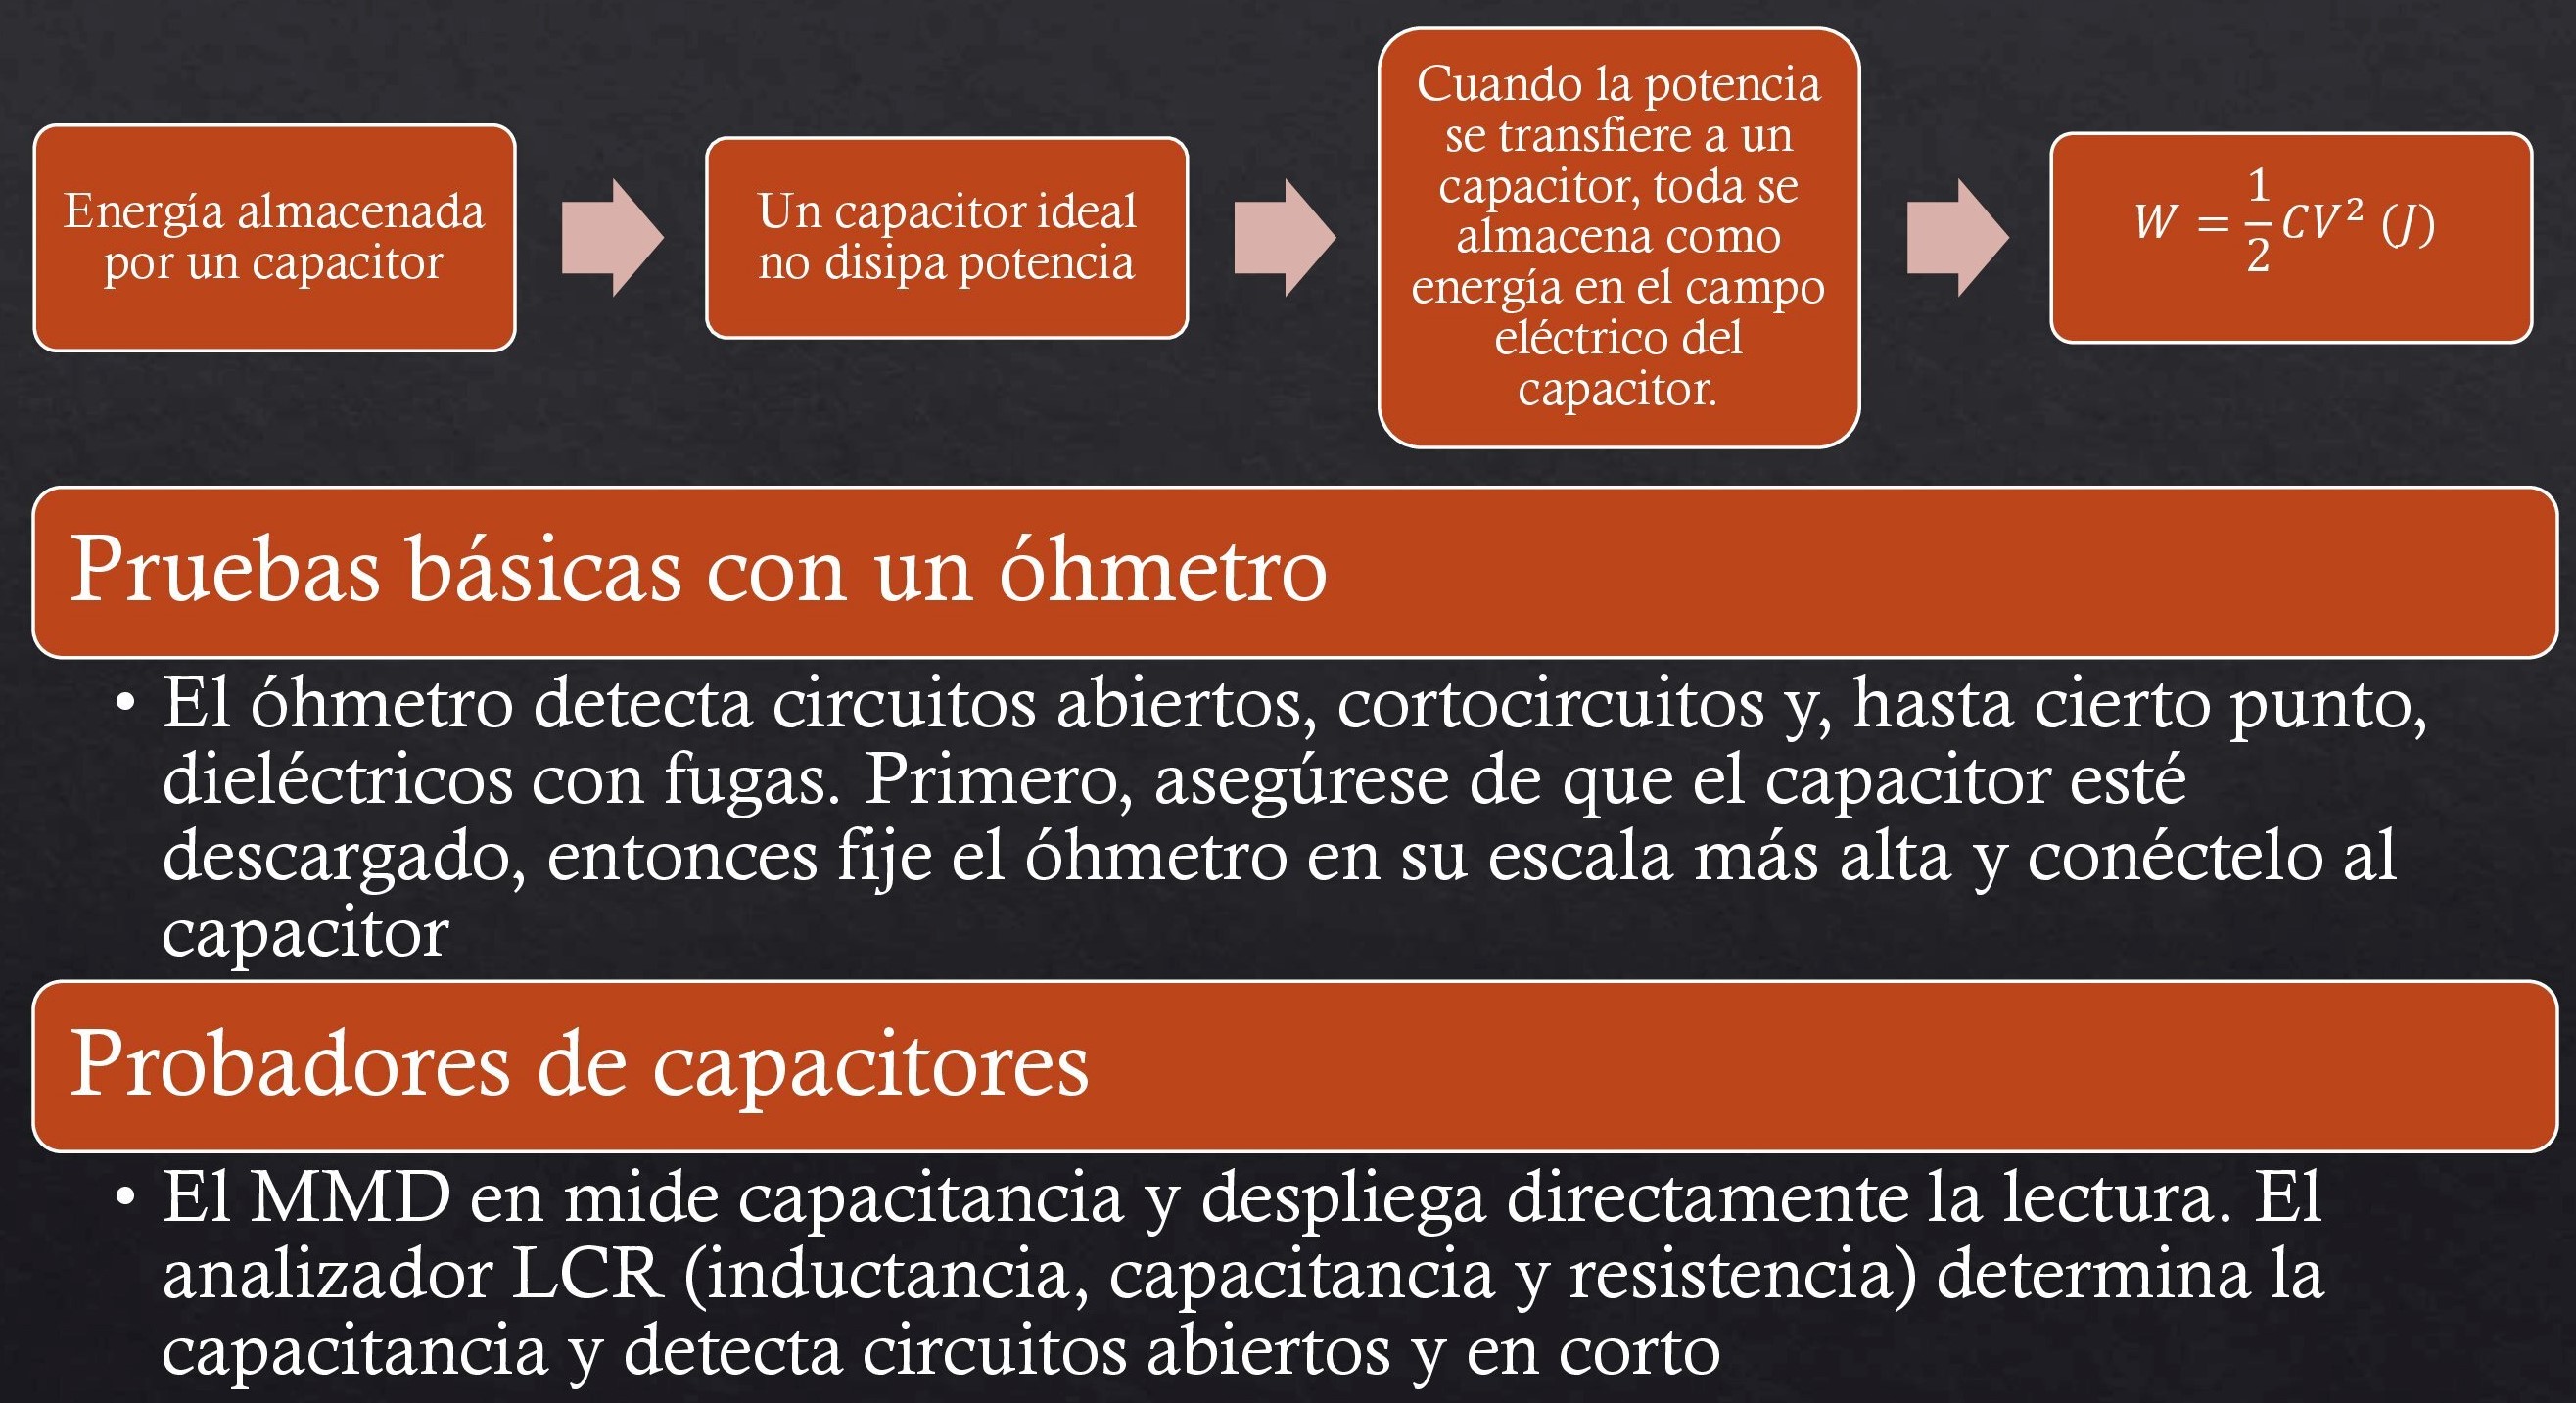 Energía almacenada
por un capacitor
Un capacitor ideal
no disipa potencia
Cuando la potencia
se transfiere a un
capacitor, toda se
almacena como
energía en el campo
eléctrico del
capacitor.
W = 1/2 CV² (J)
Pruebas básicas con un óhmetro
• El óhmetro detecta circuitos abiertos, cortocircuitos y, hasta cierto punto,
dieléctricos con fugas. Primero, asegúrese de que el capacitor esté
descargado, entonces fije el óhmetro en su escala más alta y conéctelo al
capacitor
Probadores de capacitores
• El MMD en mide capacitancia y despliega directamente la lectura. El
analizador LCR (inductancia, capacitancia y resistencia) determina la
capacitancia y detecta circuitos abiertos y en corto